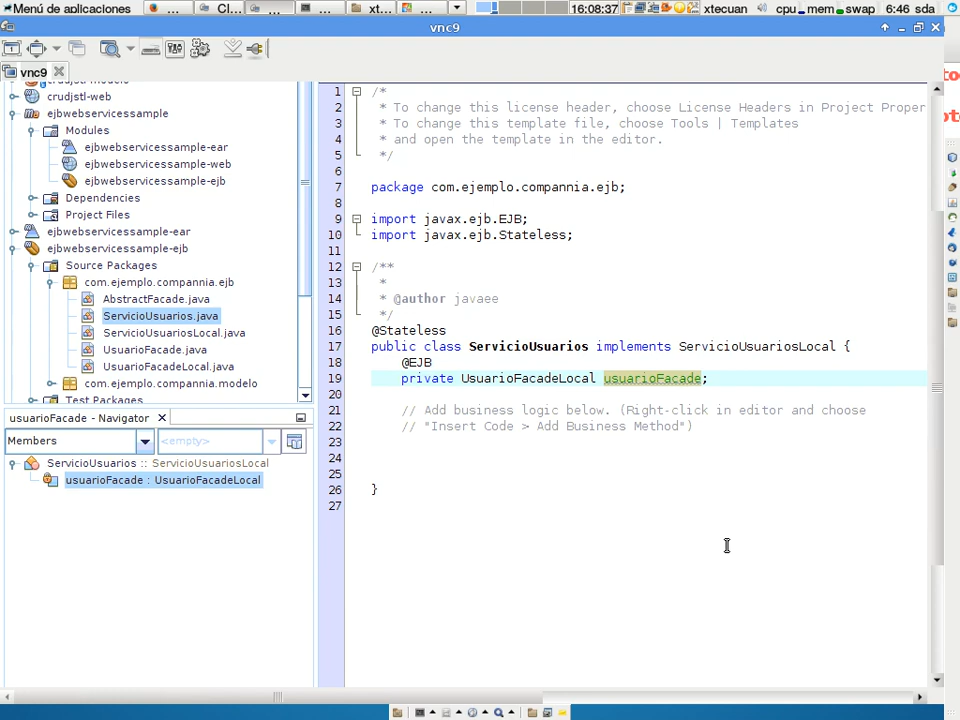 Menú de aplicaciones
...
Cl...
...
...
xt...
...
16:08:37
xtecuan
cpu
mem
swap
6:46 sda
vnc9
vnc9
crudjstl-modelo
crudjstl-web
ejbwebservicessample
Modules
ejbwebservicessample-ear
ejbwebservicessample-web
ejbwebservicessample-ejb
Dependencies
Project Files
ejbwebservicessample-ear
ejbwebservicessample-ejb
Source Packages
com.ejemplo.compannia.ejb
AbstractFacade.java
ServicioUsuarios.java
ServicioUsuariosLocal.java
UsuarioFacade.java
UsuarioFacadeLocal.java
com.ejemplo.compannia.modelo
Test Packages
usuarioFacade - Navigator
Members
<empty>
ServicioUsuarios :: ServicioUsuariosLocal
usuarioFacade : UsuarioFacadeLocal
1 /*
2 * To change this license header, choose License Headers in Project Proper
3 * To change this template file, choose Tools | Templates
4 * and open the template in the editor.
5 */
6
7 package com.ejemplo.compannia.ejb;
8
9 import javax.ejb.EJB;
10 import javax.ejb.Stateless;
11
12 /**
13 *
14 * @author javaee
15 */
16 @Stateless
17 public class ServicioUsuarios implements ServicioUsuariosLocal {
18 @EJB
19 private UsuarioFacadeLocal usuarioFacade;
20
21 // Add business logic below. (Right-click in editor and choose
22 // "Insert Code > Add Business Method")
23
24
25
26 }
27